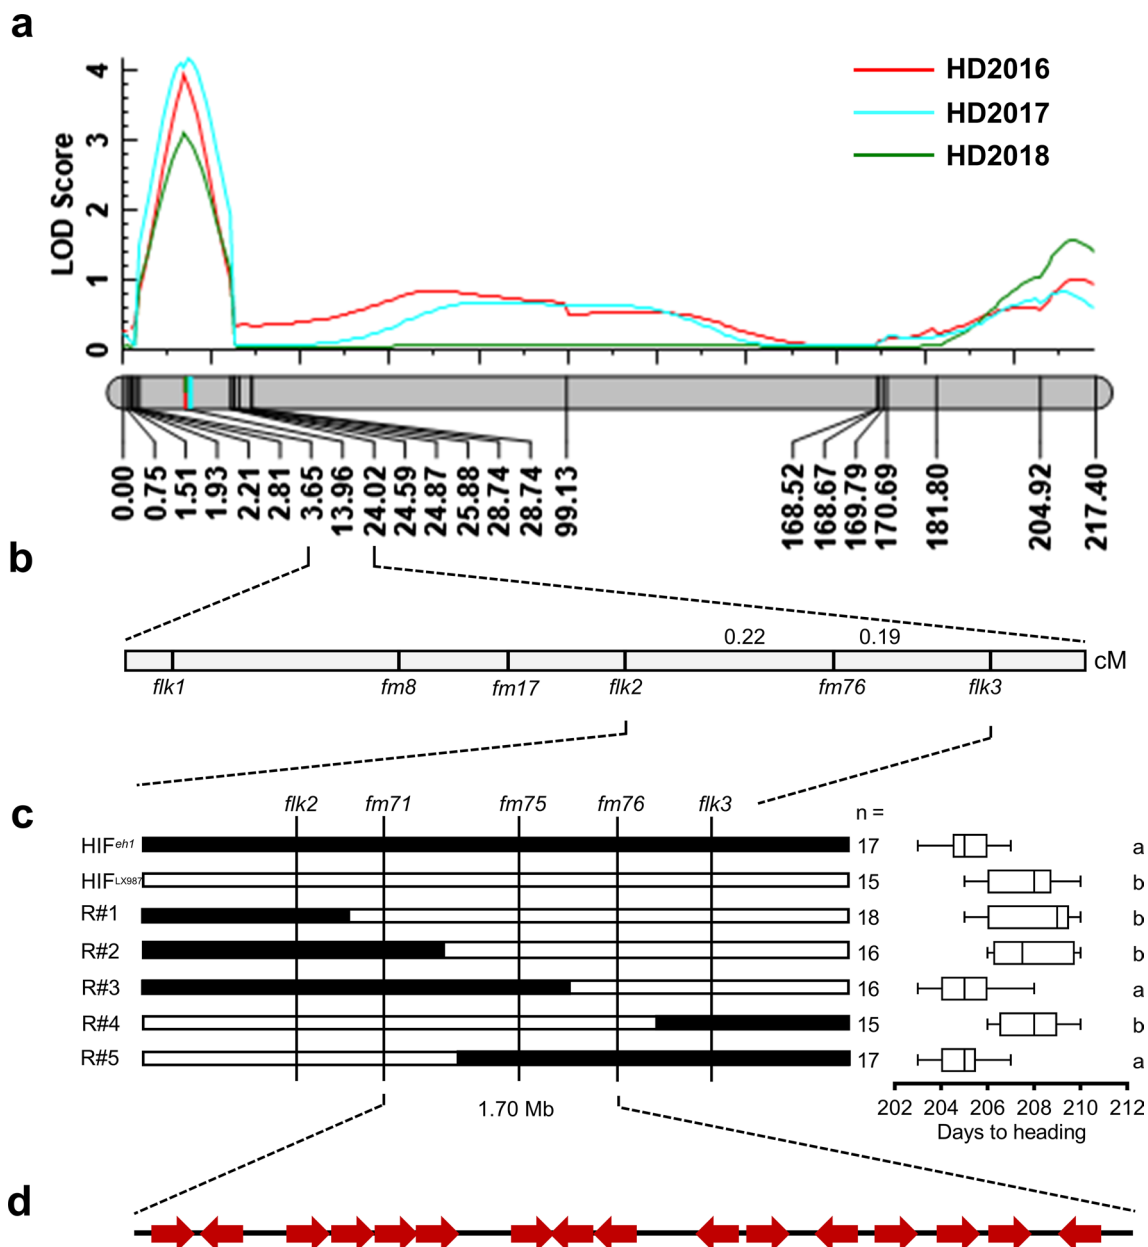 a
LOD Score
4
3
2
1
0
HD2016
HD2017
HD2018
0.00 0.75 1.51 1.93 2.21 2.81 3.65 13.96 24.02 24.59 24.87 25.88 28.74 28.74 99.13 168.52 168.67 169.79 170.69 181.80 204.92 217.40
b
0.22 0.19
cM
flk1 fm8 fm17 flk2 fm76 flk3
c
flk2 fm71 fm75 fm76 flk3 n =
HIFeh1 17 a
HIFLX987 15 b
R#1 18 b
R#2 16 b
R#3 16 a
R#4 15 b
R#5 17 a
1.70 Mb
202 204 206 208 210 212
Days to heading
d